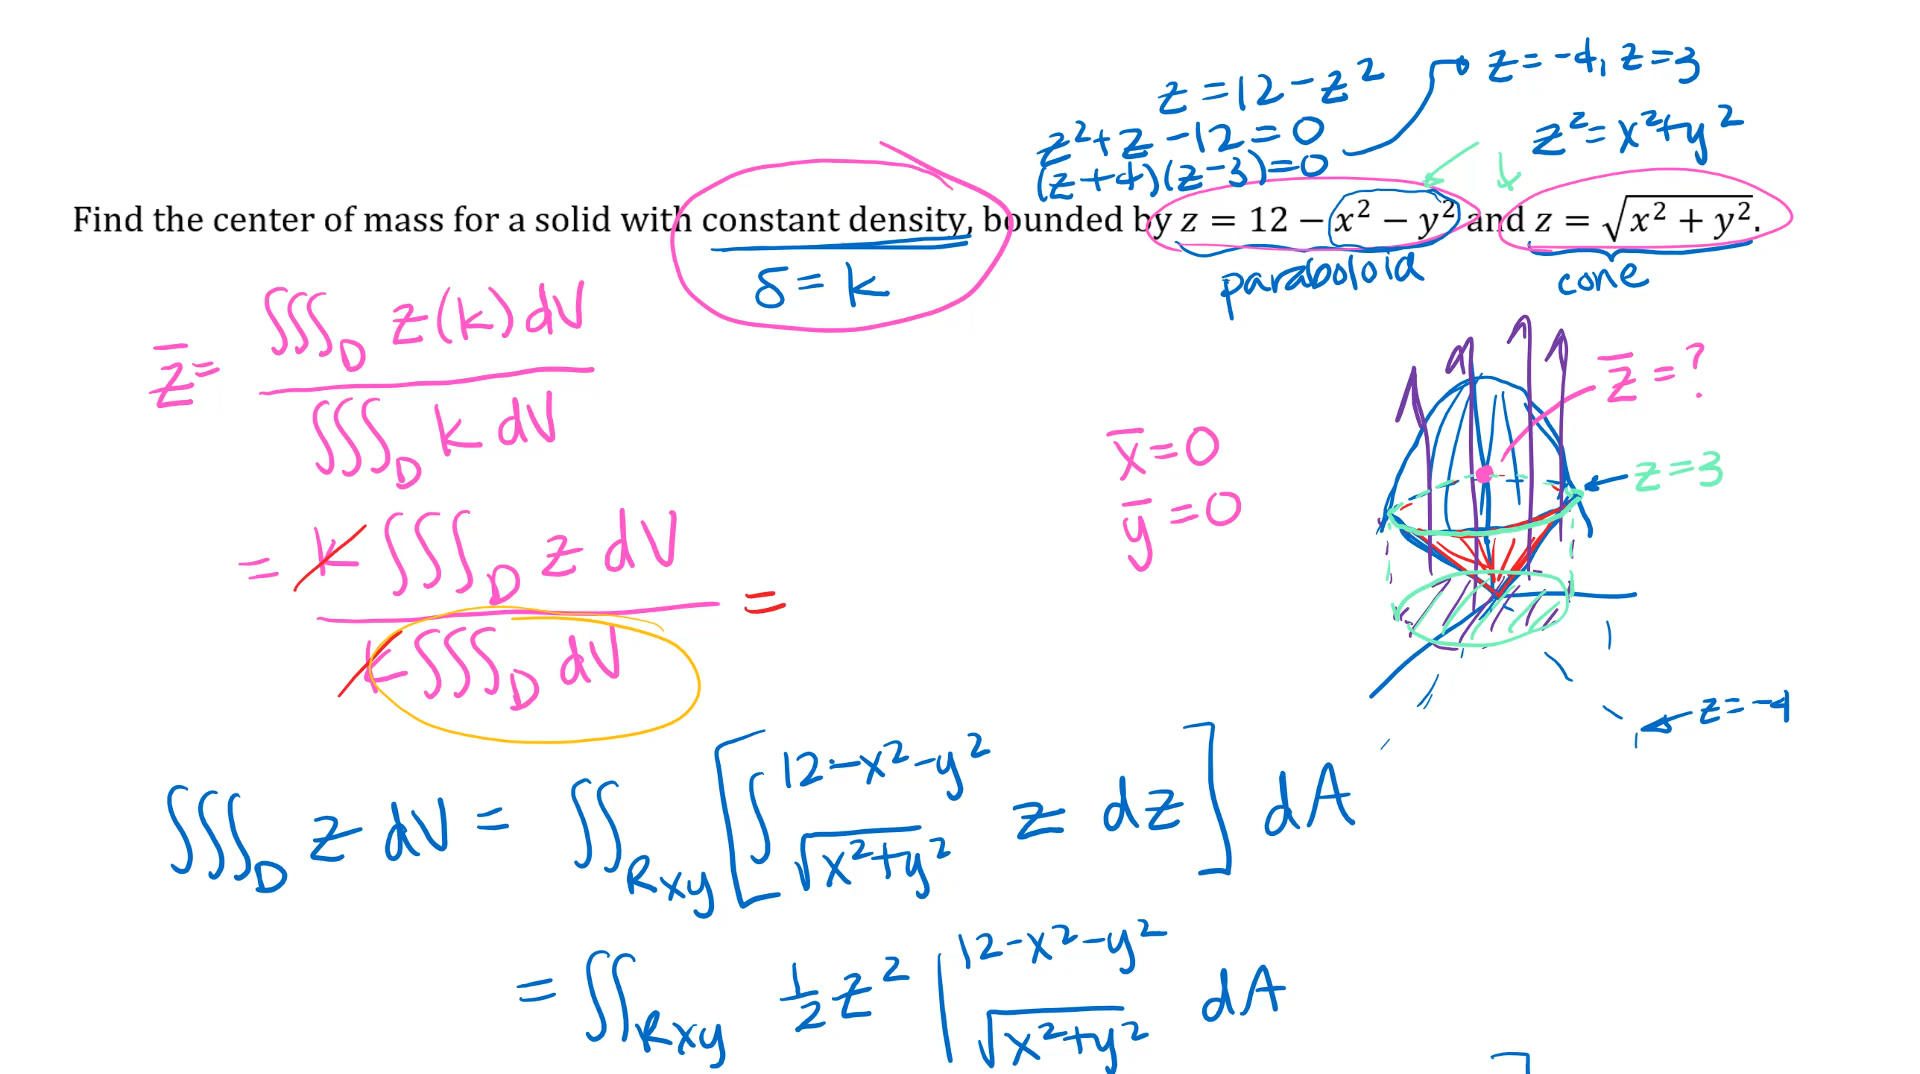 z = 12 - z²
z = -4, z = 3
z² + z - 12 = 0
(z + 4)(z - 3) = 0
z² = x² + y²
Find the center of mass for a solid with constant density, bounded by z = 12 − x² − y² and z = √(x² + y²).
δ = k
paraboloid
cone
z̄ = ∭_D z(k) dV / ∭_D k dV
z̄ = ?
x̄ = 0
ȳ = 0
z = 3
= k ∭_D z dV / k ∭_D dV =
z = -4
∭_D z dV = ∬_Rxy [ ∫_√(x² + y²)^12 - x² - y² z dz ] dA
= ∬_Rxy ½ z² |_√(x² + y²)^12 - x² - y² dA
]